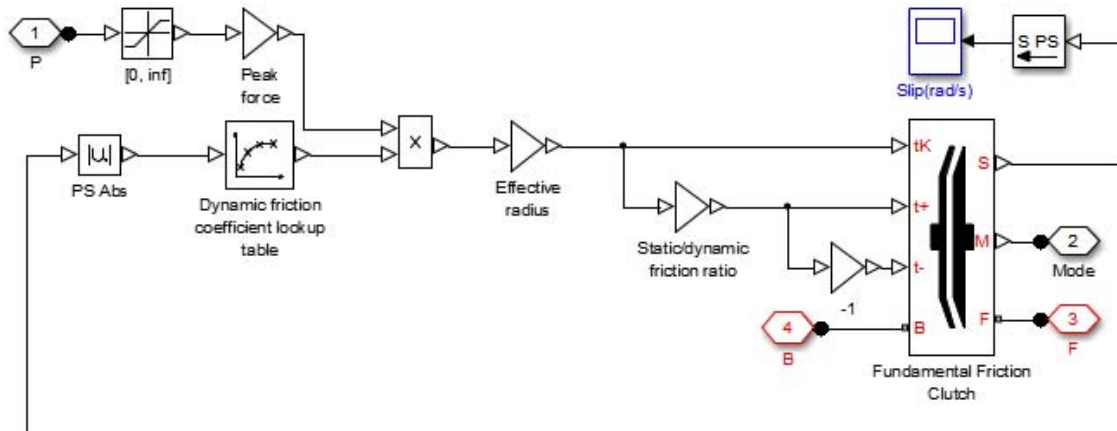 1
P
[0, inf]
Peak
force
Slip(rad/s)
S PS
|u|
PS Abs
Dynamic friction
coefficient lookup
table
X
Effective
radius
Static/dynamic
friction ratio
-1
tK
t+
t-
B
S
M
F
2
Mode
3
F
4
B
Fundamental Friction
Clutch